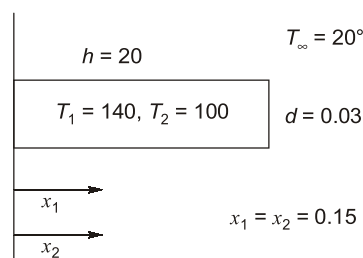 T∞ = 20°
h = 20
T1 = 140, T2 = 100
d = 0.03
x1
x1 = x2 = 0.15
x2